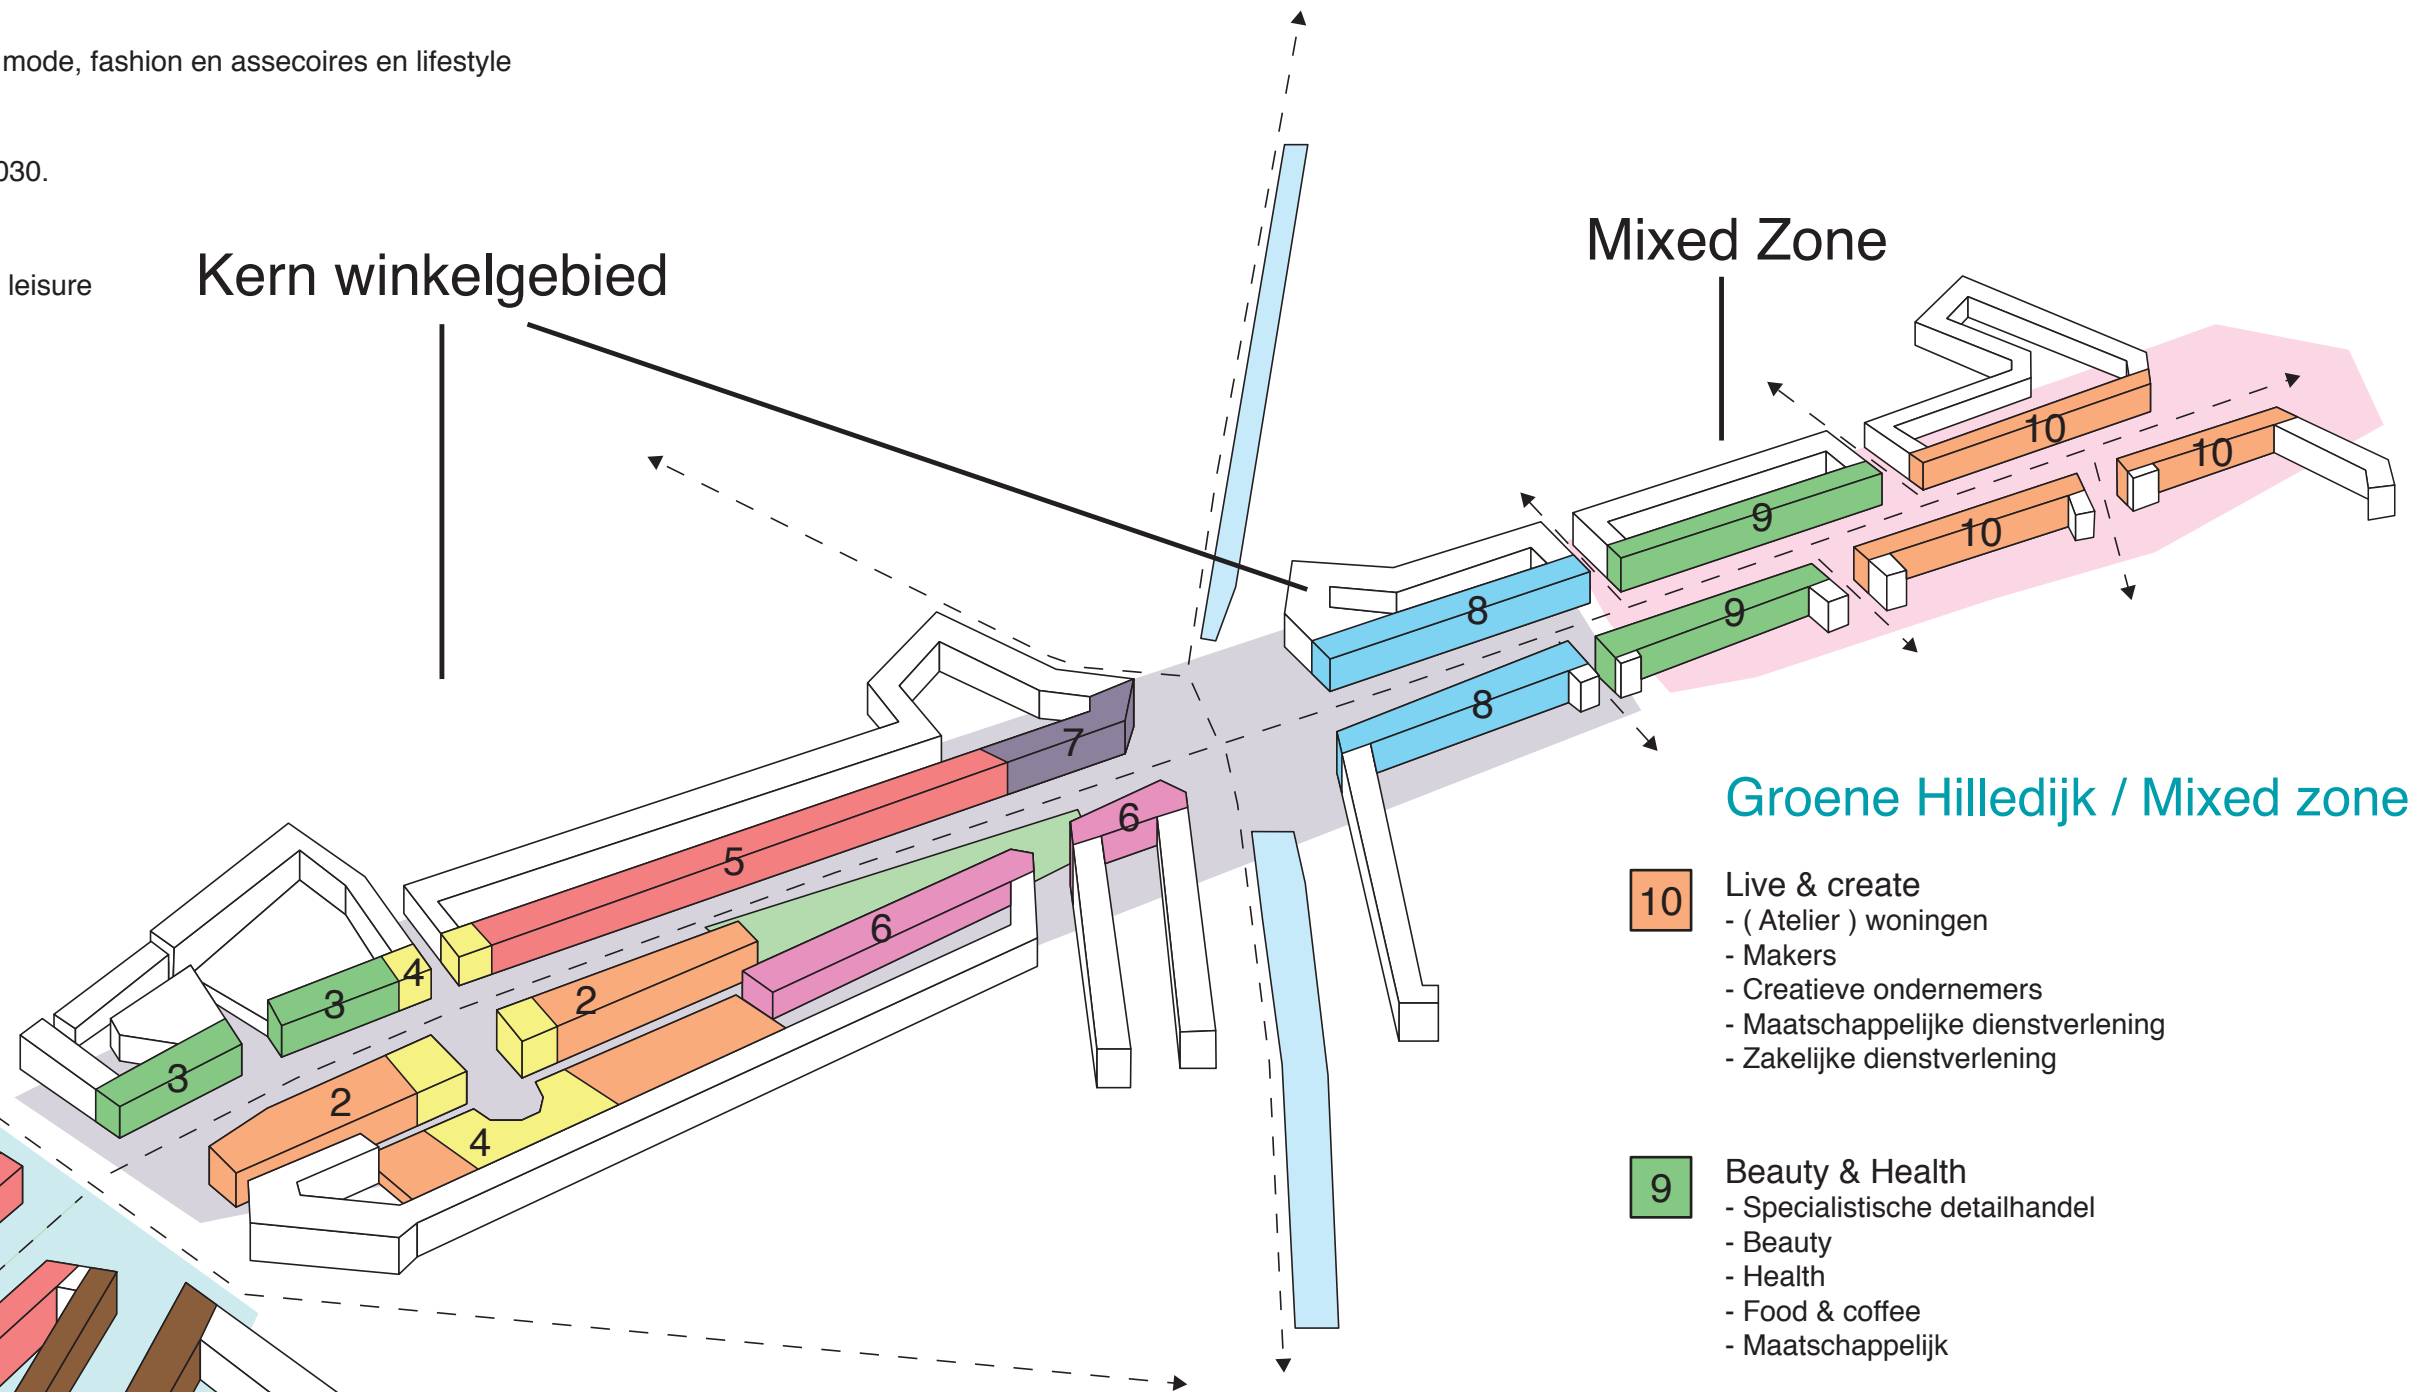 mode, fashion en assecoires en lifestyle
030.
leisure
Kern winkelgebied
Mixed Zone
10
10
9
10
8
9
8
7
6
5
6
4
3
2
3
2
4
Groene Hilledijk / Mixed zone
10
Live & create
- ( Atelier ) woningen
- Makers
- Creatieve ondernemers
- Maatschappelijke dienstverlening
- Zakelijke dienstverlening
9
Beauty & Health
- Specialistische detailhandel
- Beauty
- Health
- Food & coffee
- Maatschappelijk